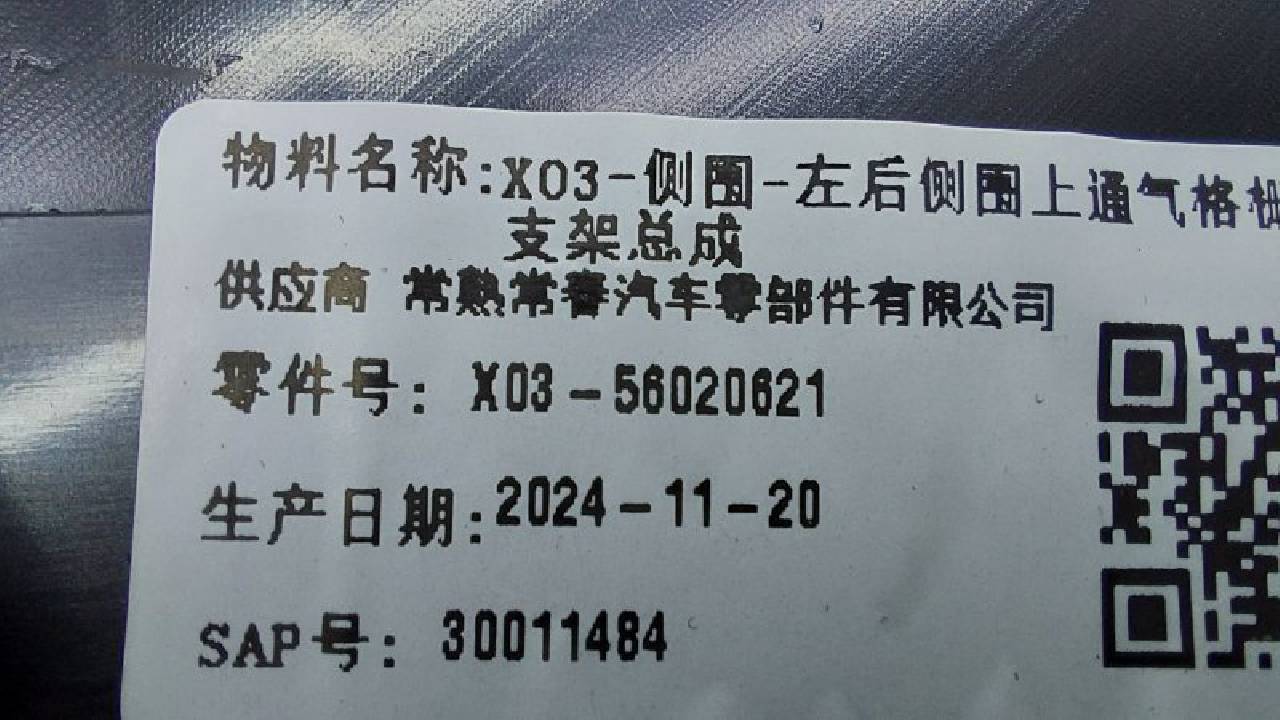 物料名称:X03-侧围-左后侧围上通气格栅
支架总成
供应商 常熟常春汽车零部件有限公司
零件号: X03-56020621
生产日期:2024-11-20
SAP号: 30011484